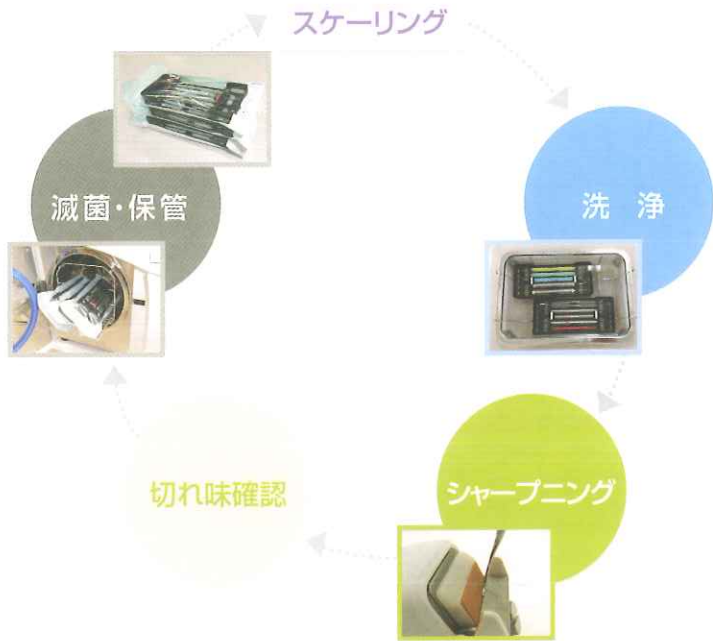 スケーリング
洗 浄
シャープニング
切れ味確認
滅菌・保管